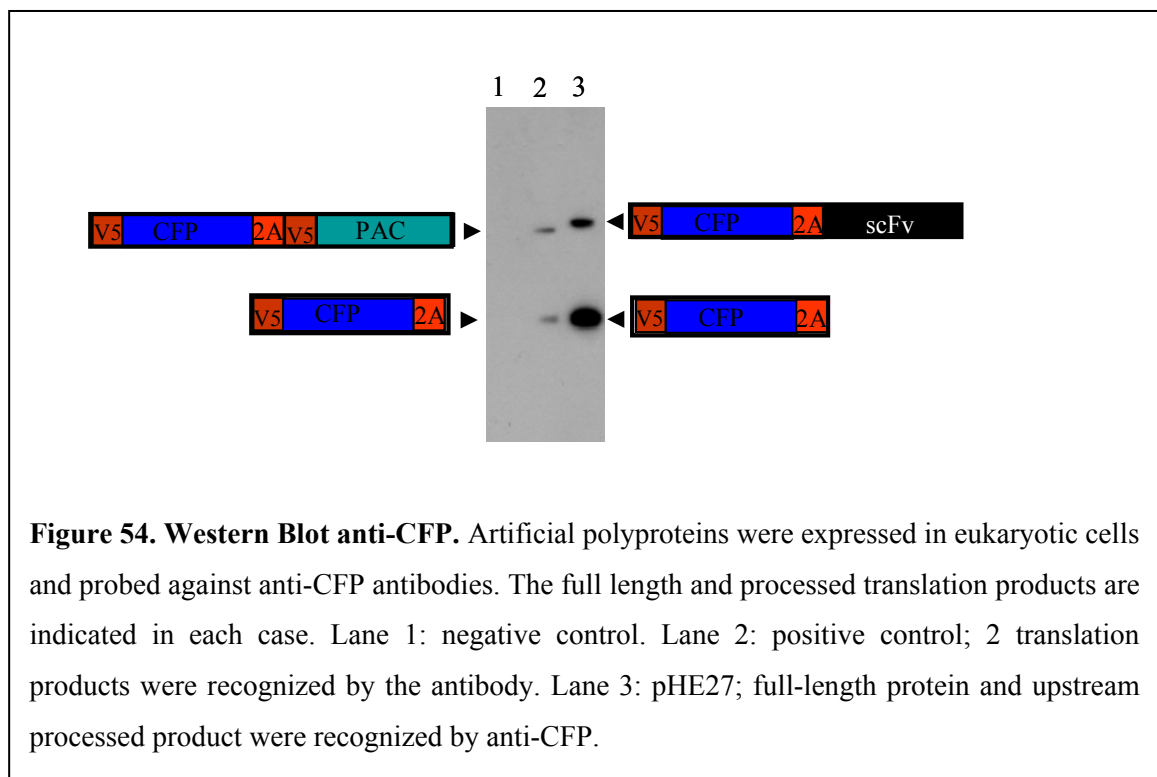 1 2 3
V5 CFP 2A V5 PAC
V5 CFP 2A scFv
V5 CFP 2A
V5 CFP 2A
Figure 54. Western Blot anti-CFP. Artificial polyproteins were expressed in eukaryotic cells
and probed against anti-CFP antibodies. The full length and processed translation products are
indicated in each case. Lane 1: negative control. Lane 2: positive control; 2 translation
products were recognized by the antibody. Lane 3: pHE27; full-length protein and upstream
processed product were recognized by anti-CFP.